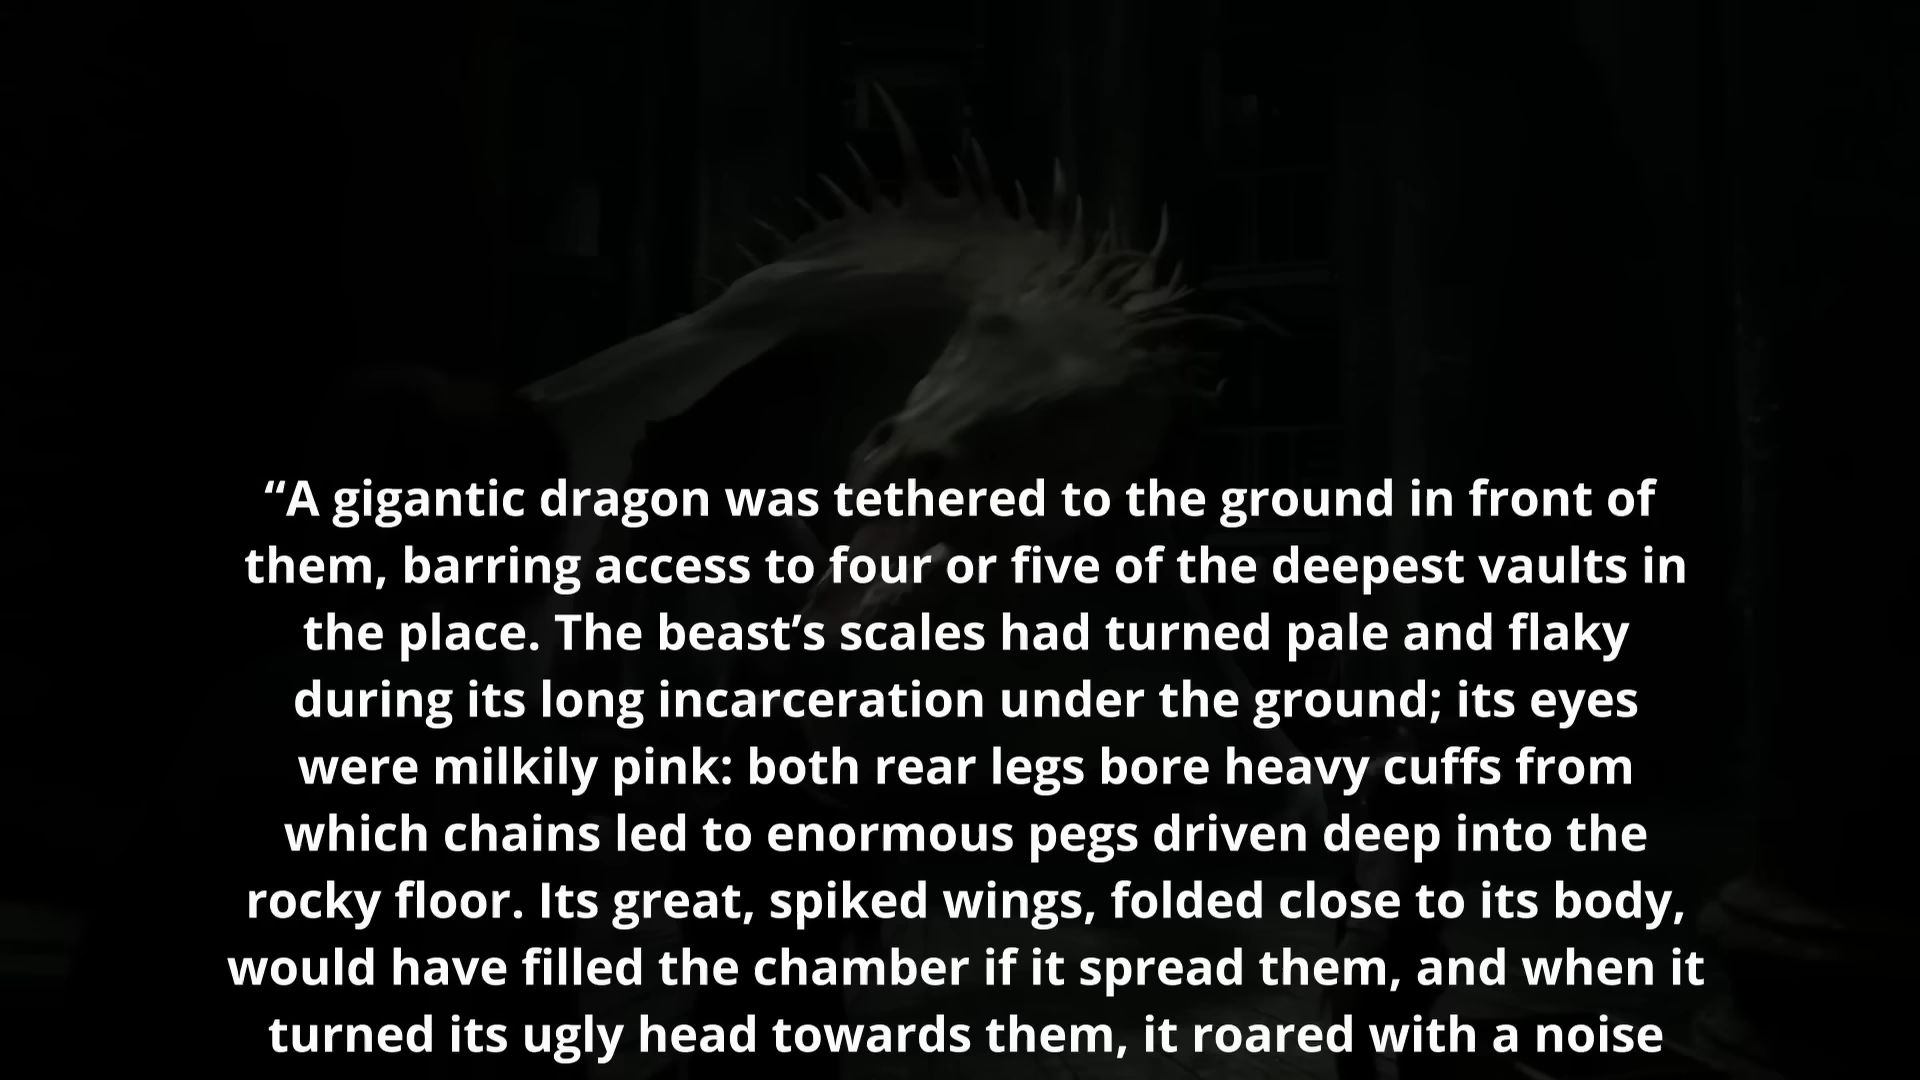 “A gigantic dragon was tethered to the ground in front of
them, barring access to four or five of the deepest vaults in
the place. The beast’s scales had turned pale and flaky
during its long incarceration under the ground; its eyes
were milkily pink: both rear legs bore heavy cuffs from
which chains led to enormous pegs driven deep into the
rocky floor. Its great, spiked wings, folded close to its body,
would have filled the chamber if it spread them, and when it
turned its ugly head towards them, it roared with a noise